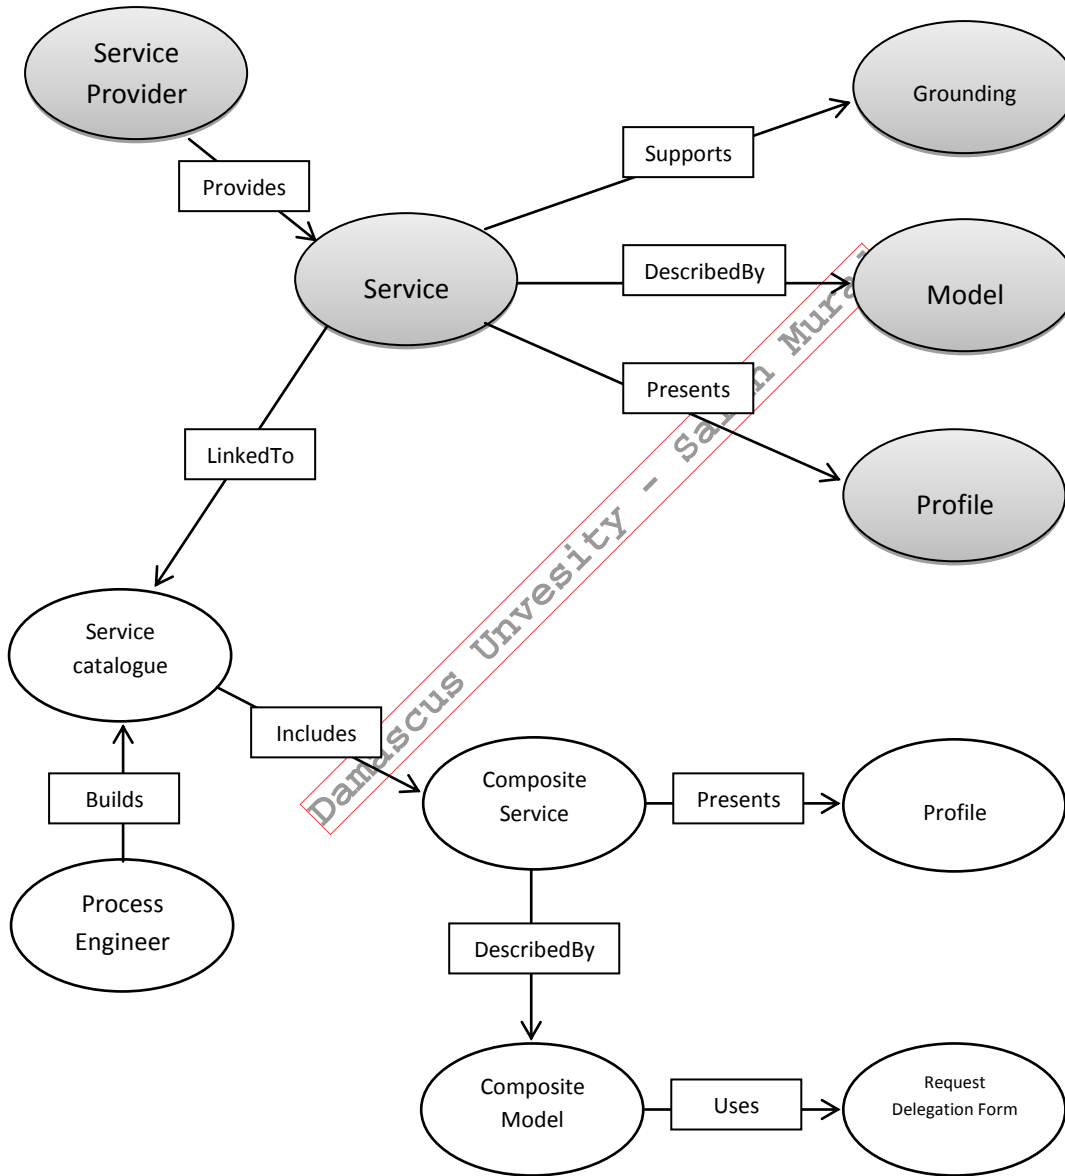 Service
Provider
Grounding
Supports
Provides
Service
DescribedBy
Model
Presents
LinkedTo
Profile
Damascus Unvesity -
Service
catalogue
Includes
Builds
Composite
Service
Presents
Profile
Process
Engineer
DescribedBy
Composite
Model
Uses
Request
Delegation Form